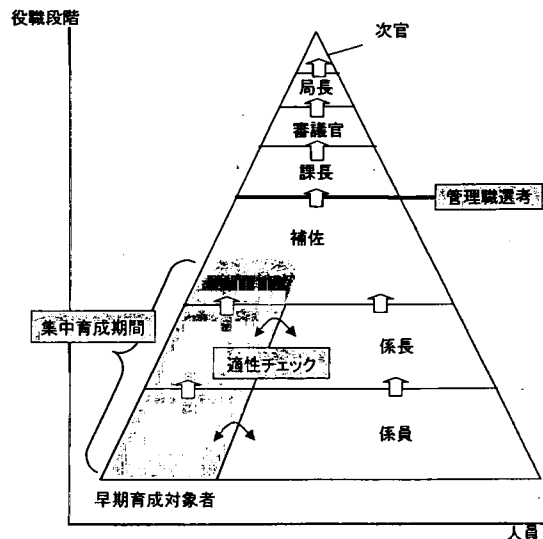 役職段階
次官
局長
審議官
課長
管理職選考
補佐
集中育成期間
係長
適性チェック
係員
早期育成対象者
人員